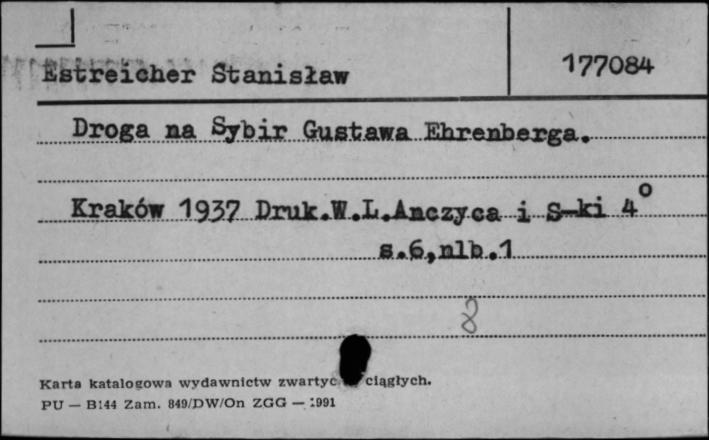 Estreicher Stanisław 177084
Droga na Sybir Gustawa Ehrenberga.
Kraków 1937 Druk.W.L.Anczyca i S-ki 4°
s.6,nlb.1
8
Karta katalogowa wydawnictw zwartyc ciągłych.
PU — B144 Zam. 849/DW/On ZGG — 1991